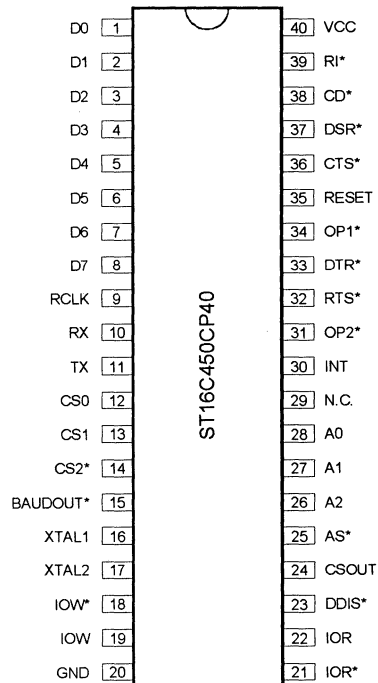 D0 1 40 VCC
D1 2 39 RI*
D2 3 38 CD*
D3 4 37 DSR*
D4 5 36 CTS*
D5 6 35 RESET
D6 7 34 OP1*
D7 8 33 DTR*
RCLK 9 32 RTS*
RX 10 31 OP2*
TX 11 30 INT
CS0 12 29 N.C.
CS1 13 28 A0
CS2* 14 27 A1
BAUDOUT* 15 26 A2
XTAL1 16 25 AS*
XTAL2 17 24 CSOUT
IOW* 18 23 DDIS*
IOW 19 22 IOR
GND 20 21 IOR*
ST16C450CP40